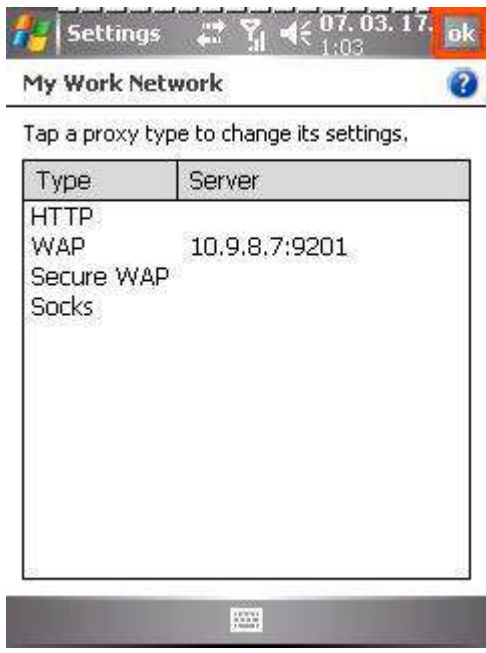 Settings 07. 03. 17. ok
1:03
My Work Network
Tap a proxy type to change its settings.
Type Server
HTTP
WAP 10.9.8.7:9201
Secure WAP
Socks